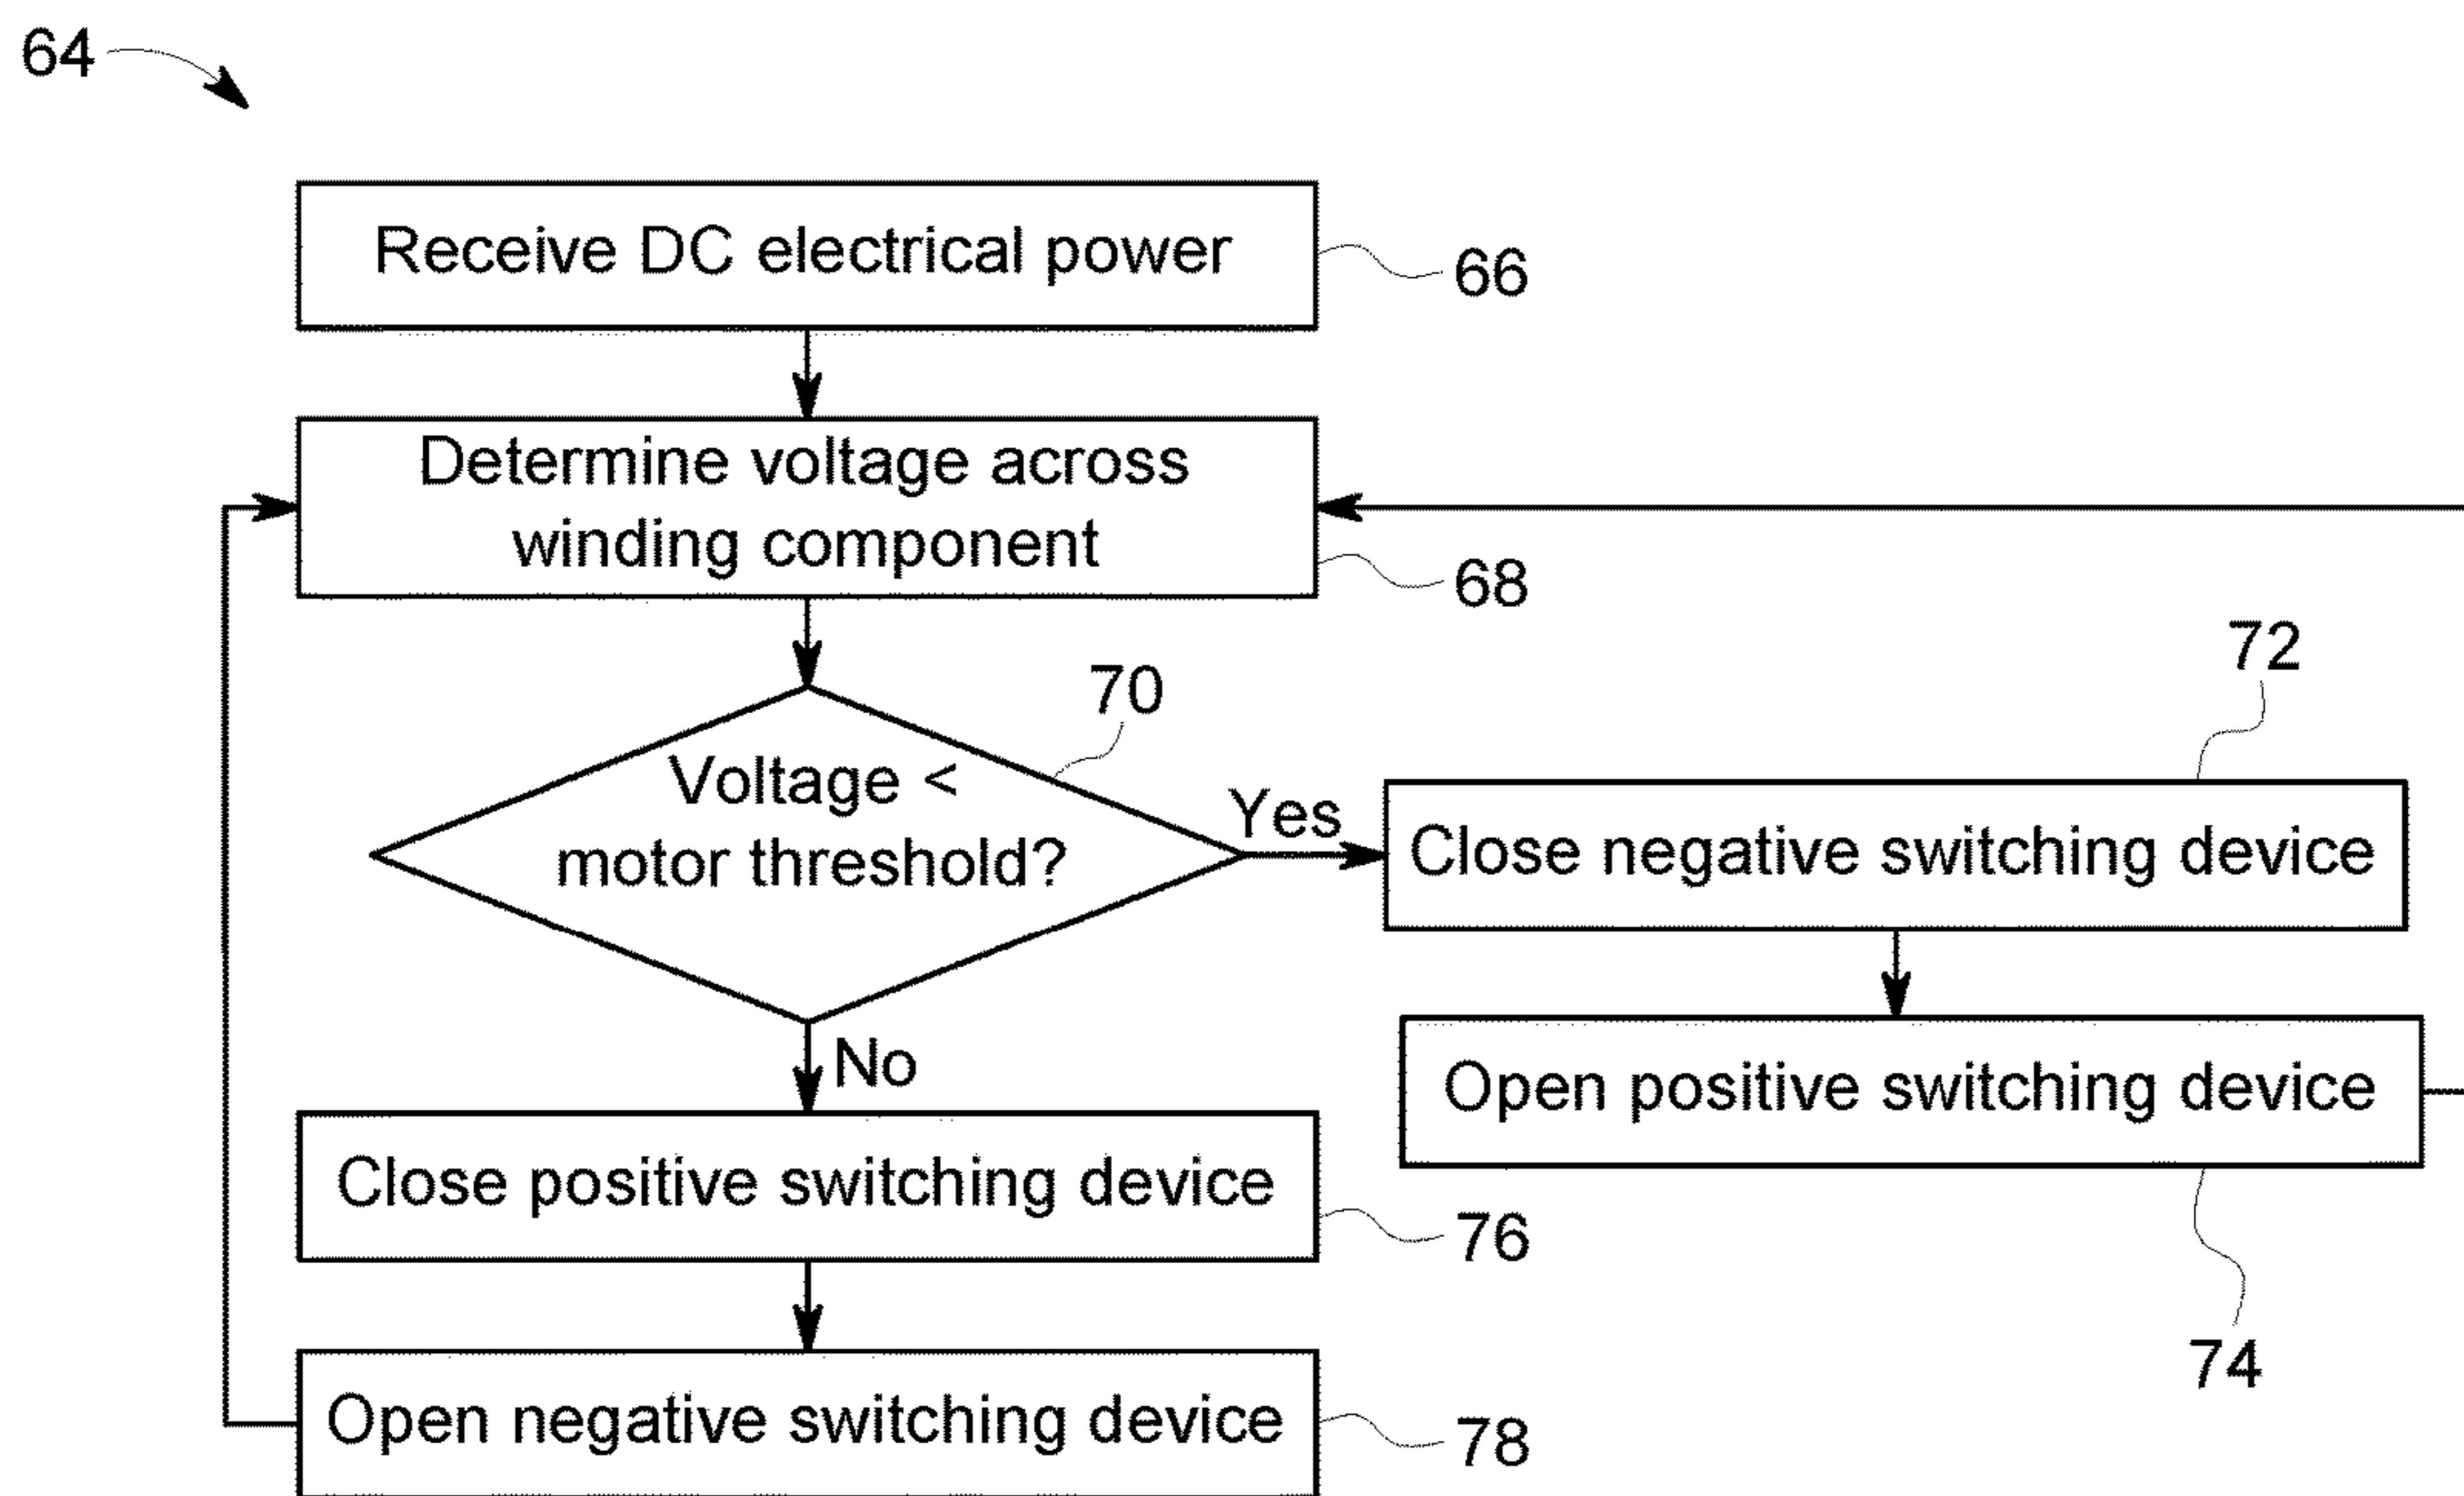 64
Receive DC electrical power
66
Determine voltage across
winding component
68
70
Voltage <
motor threshold?
Yes
72
Close negative switching device
Open positive switching device
74
No
Close positive switching device
76
Open negative switching device
78